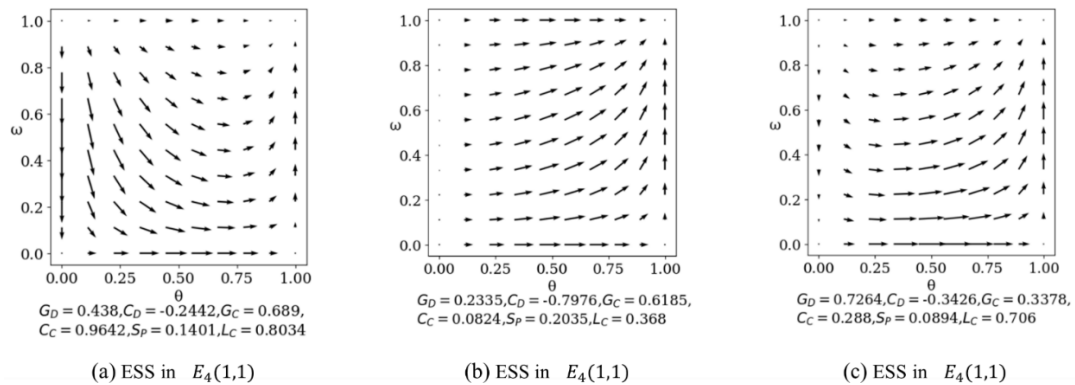 1.0
0.8
0.6
ω
0.4
0.2
0.0
0.00 0.25 0.50 0.75 1.00
θ
G_D = 0.438,C_D = -0.2442,G_C = 0.689,
C_C = 0.9642,S_P = 0.1401,L_C = 0.8034
(a) ESS in E_4(1,1)
1.0
0.8
0.6
ω
0.4
0.2
0.0
0.00 0.25 0.50 0.75 1.00
θ
G_D = 0.2335,C_D = -0.7976,G_C = 0.6185,
C_C = 0.0824,S_P = 0.2035,L_C = 0.368
(b) ESS in E_4(1,1)
1.0
0.8
0.6
ω
0.4
0.2
0.0
0.00 0.25 0.50 0.75 1.00
θ
G_D = 0.7264,C_D = -0.3426,G_C = 0.3378,
C_C = 0.288,S_P = 0.0894,L_C = 0.706
(c) ESS in E_4(1,1)